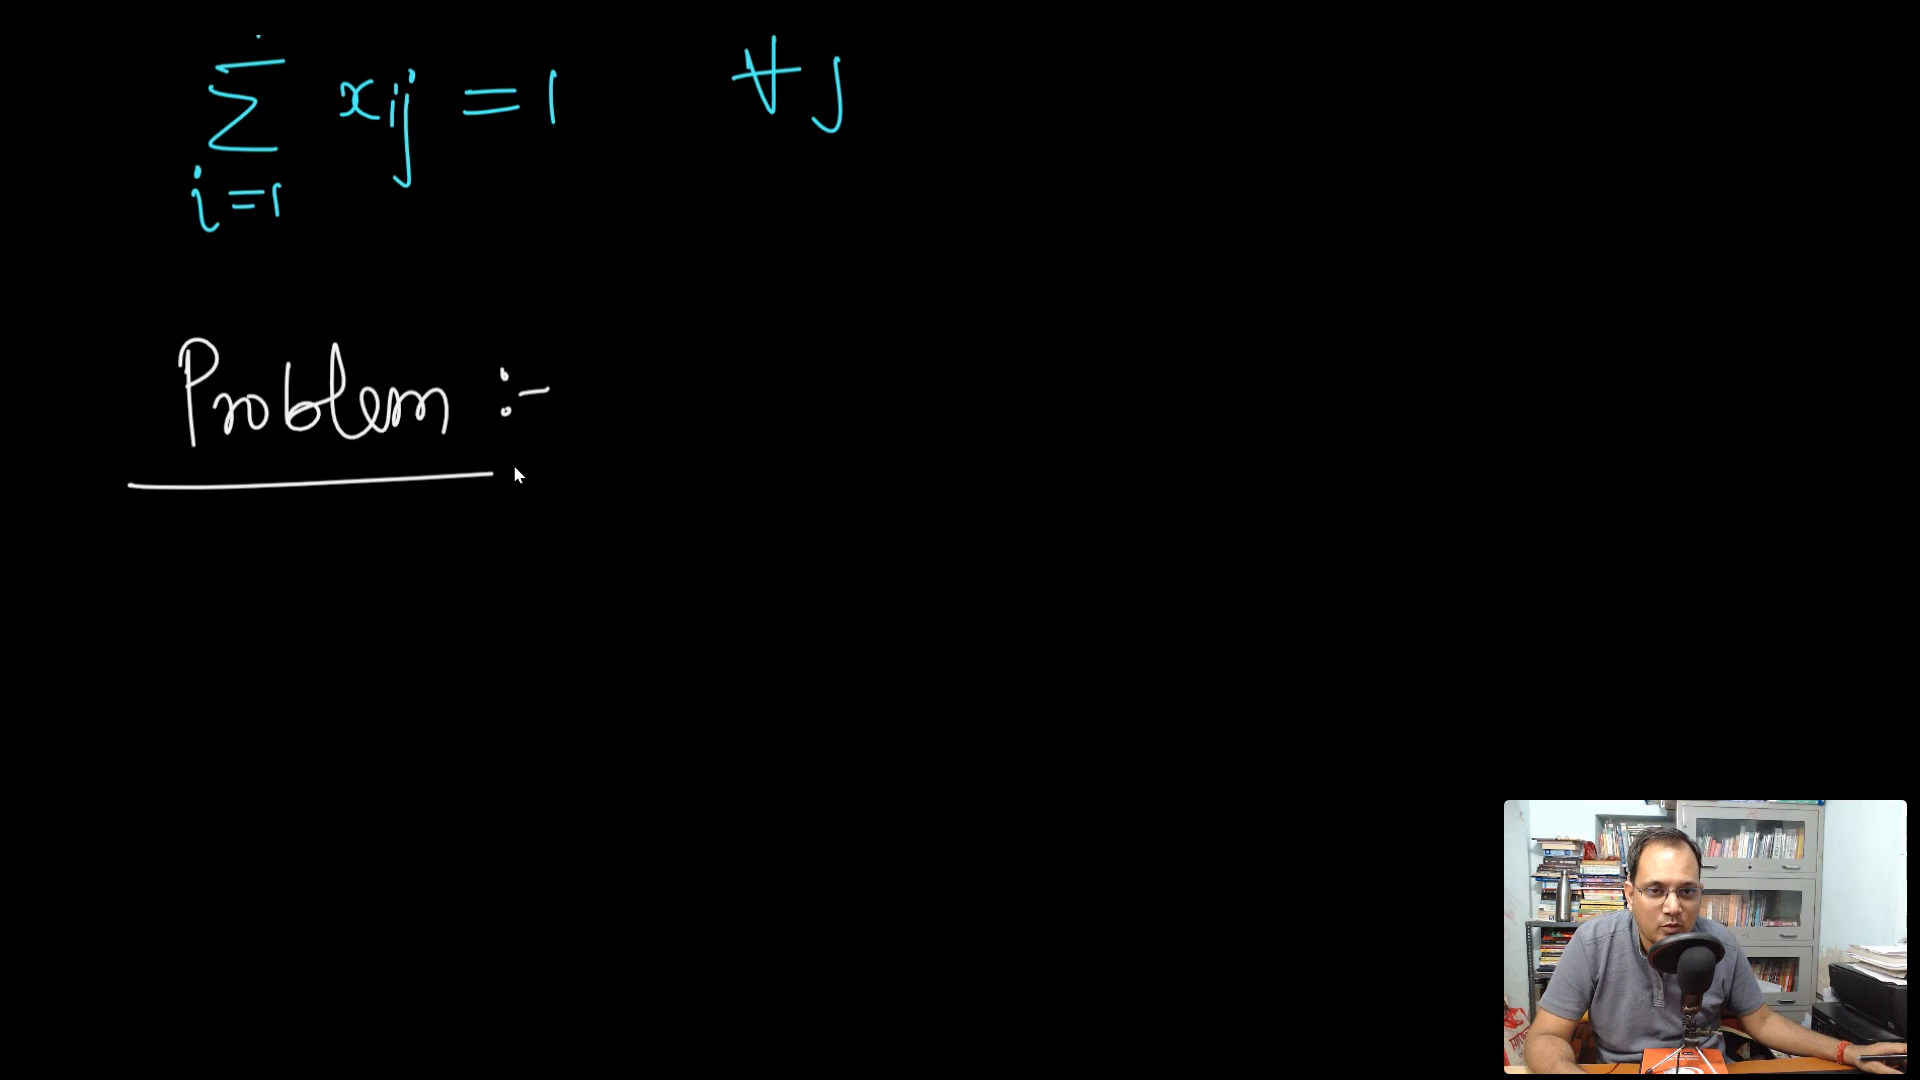 ∑ xij = 1 ∀ j
i=1
Problem :-